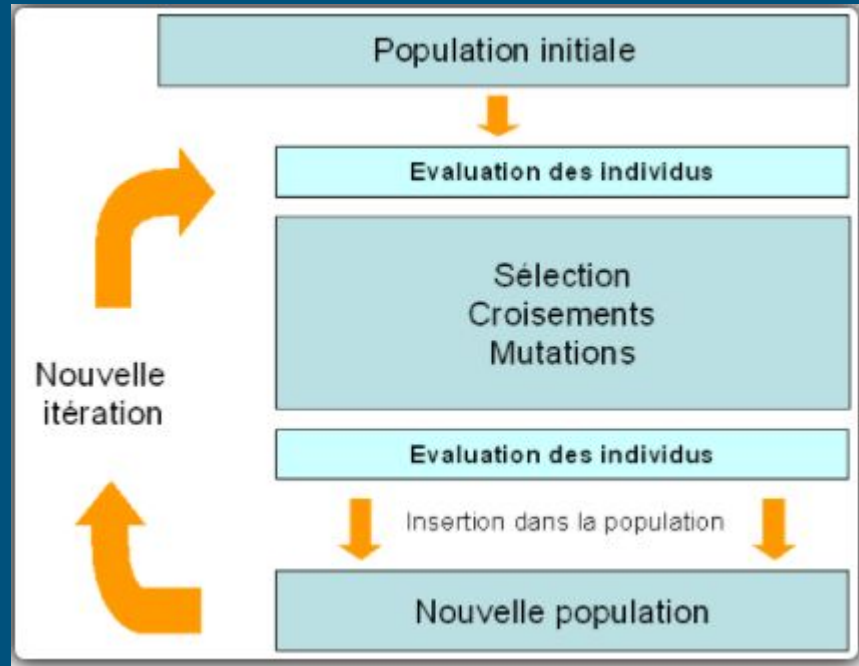 Population initiale
Evaluation des individus
Sélection
Croisements
Mutations
Nouvelle
itération
Evaluation des individus
Insertion dans la population
Nouvelle population